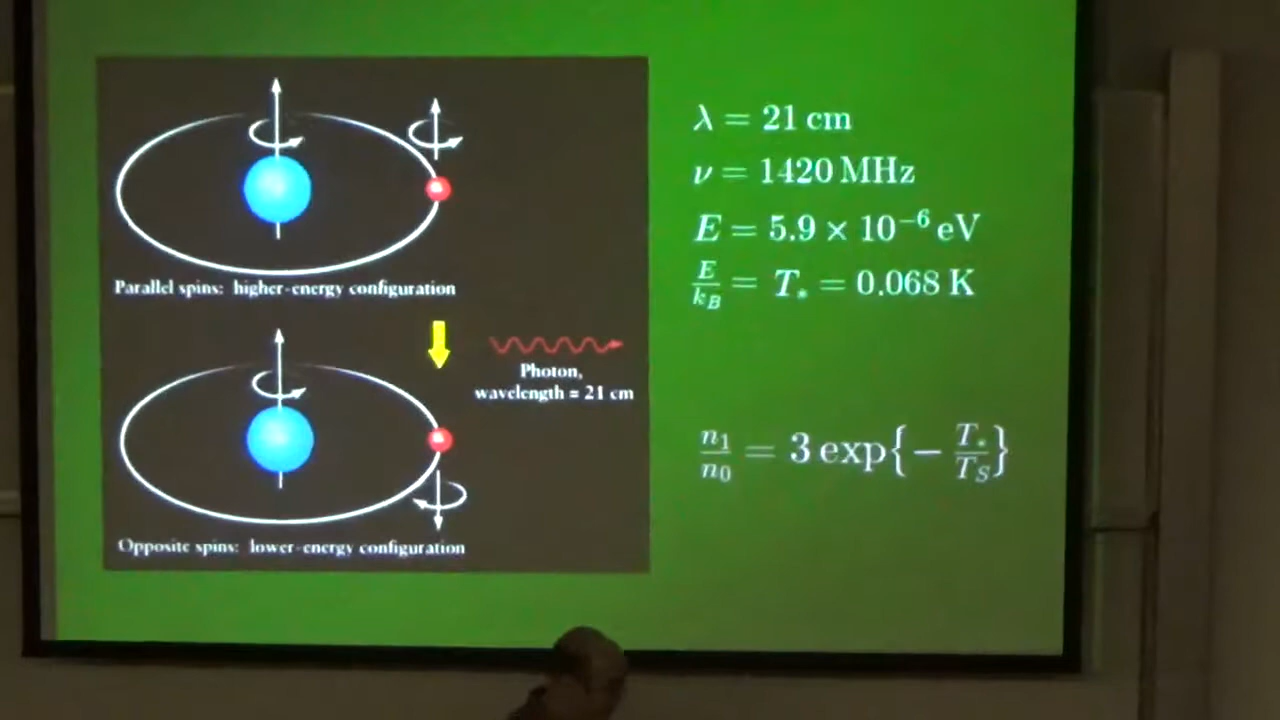 Parallel spins: higher-energy configuration
Photon,
wavelength = 21 cm
Opposite spins: lower-energy configuration
λ = 21 cm
ν = 1420 MHz
E = 5.9 × 10⁻⁶ eV
E/k_B = T_* = 0.068 K
n₁/n₀ = 3 exp{− T_*/T_S}